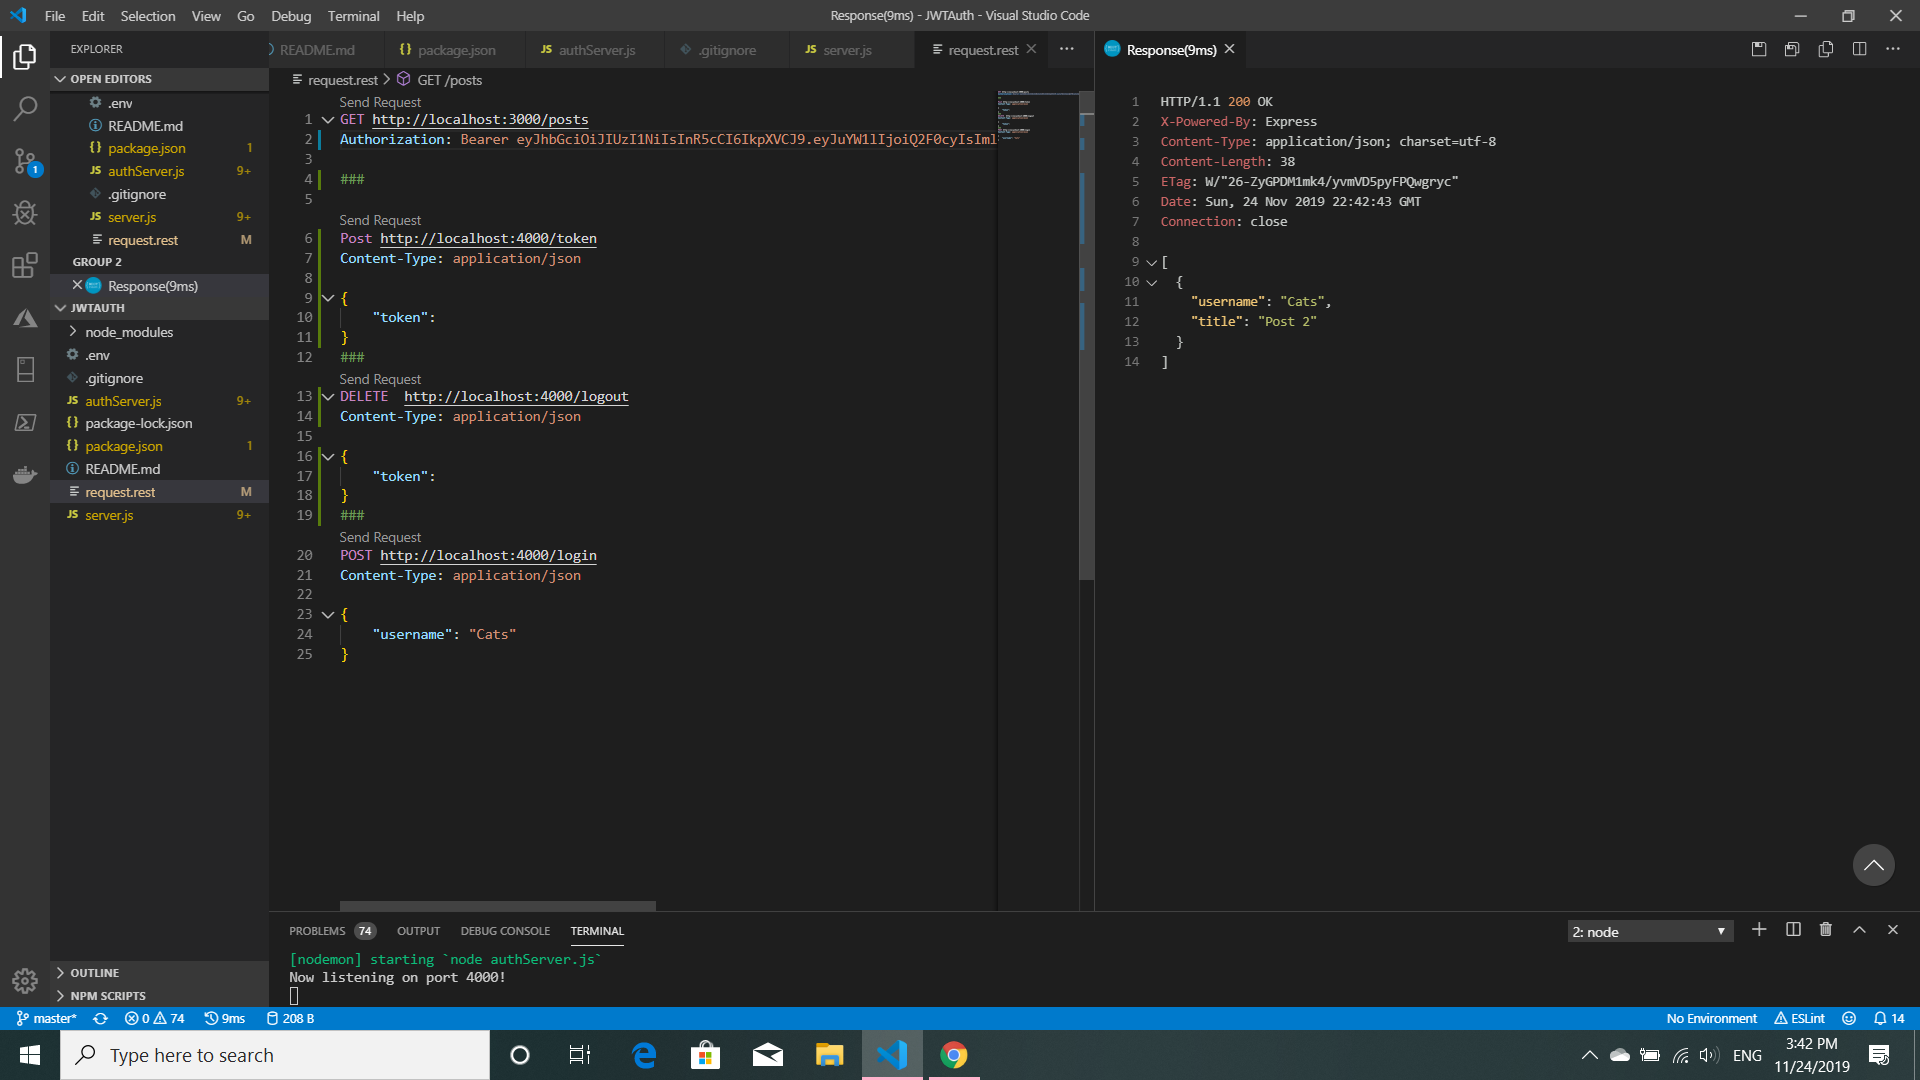 File Edit Selection View Go Debug Terminal Help
Response(9ms) - JWTAuth - Visual Studio Code
EXPLORER
OPEN EDITORS
.env
README.md
package.json 1
authServer.js 9+
.gitignore
server.js 9+
request.rest M
GROUP 2
Response(9ms)
JWTAUTH
node_modules
.env
.gitignore
authServer.js 9+
package-lock.json
package.json 1
README.md
request.rest M
server.js 9+
OUTLINE
NPM SCRIPTS
1
README.md
package.json
authServer.js
.gitignore
server.js
request.rest
request.rest > GET /posts
Send Request
1 GET http://localhost:3000/posts
2 Authorization: Bearer eyJhbGciOiJIUzI1NiIsInR5cCI6IkpXVCJ9.eyJuYW1lIjoiQ2F0cyIsIml
3
4 ###
5
Send Request
6 Post http://localhost:4000/token
7 Content-Type: application/json
8
9 {
10 "token":
11 }
12 ###
Send Request
13 DELETE http://localhost:4000/logout
14 Content-Type: application/json
15
16 {
17 "token":
18 }
19 ###
Send Request
20 POST http://localhost:4000/login
21 Content-Type: application/json
22
23 {
24 "username": "Cats"
25 }
Response(9ms)
1 HTTP/1.1 200 OK
2 X-Powered-By: Express
3 Content-Type: application/json; charset=utf-8
4 Content-Length: 38
5 ETag: W/"26-ZyGPDM1mk4/yvmVD5pyFPQwgryc"
6 Date: Sun, 24 Nov 2019 22:42:43 GMT
7 Connection: close
8
9 [
10 {
11 "username": "Cats",
12 "title": "Post 2"
13 }
14 ]
PROBLEMS 74 OUTPUT DEBUG CONSOLE TERMINAL
2: node
[nodemon] starting `node authServer.js`
Now listening on port 4000!
master* 0 74 9ms 208 B
No Environment ESLint 14
Type here to search
ENG
3:42 PM
11/24/2019